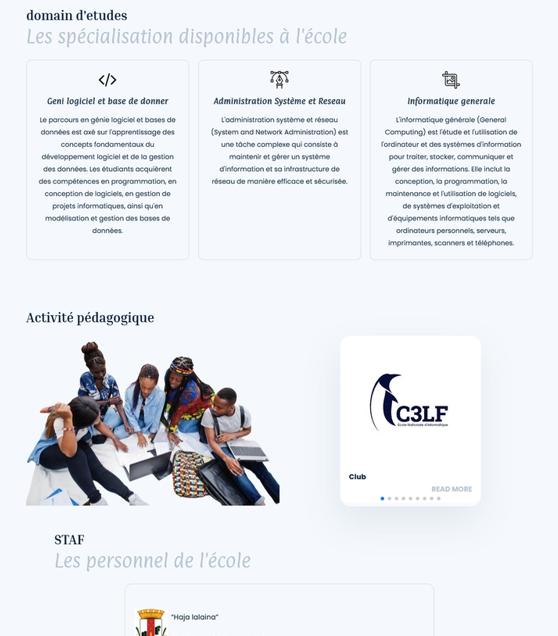 domain d'etudes
Les spécialisation disponibles à l'école
Geni logiciel et base de donner
Le parcours en génie logiciel et bases de
données est axé sur l'apprentissage des
concepts fondamentaux du
développement logiciel et de la gestion
des données. Les étudiants acquièrent
des compétences en programmation, en
conception de logiciels, en gestion de
projets informatiques, ainsi qu'en
modélisation et gestion des bases de
données.
Administration Système et Reseau
L'administration système et réseau
(System and Network Administration) est
une tâche complexe qui consiste à
maintenir et gérer un système
d'information et sa infrastructure de
réseau de manière efficace et sécurisée.
Informatique generale
L'informatique générale (General
Computing) est l'étude et l'utilisation de
l'ordinateur et des systèmes d'information
pour traiter, stocker, communiquer et
gérer des informations. Elle inclut la
conception, la programmation, la
maintenance et l'utilisation de logiciels,
de systèmes d'exploitation et
d'équipements informatiques tels que
ordinateurs personnels, serveurs,
imprimantes, scanners et téléphones.
Activité pédagogique
C3LF
Ecole Nationale d'Informatique
Club
READ MORE
STAF
Les personnel de l'école
"Haja lalaina"